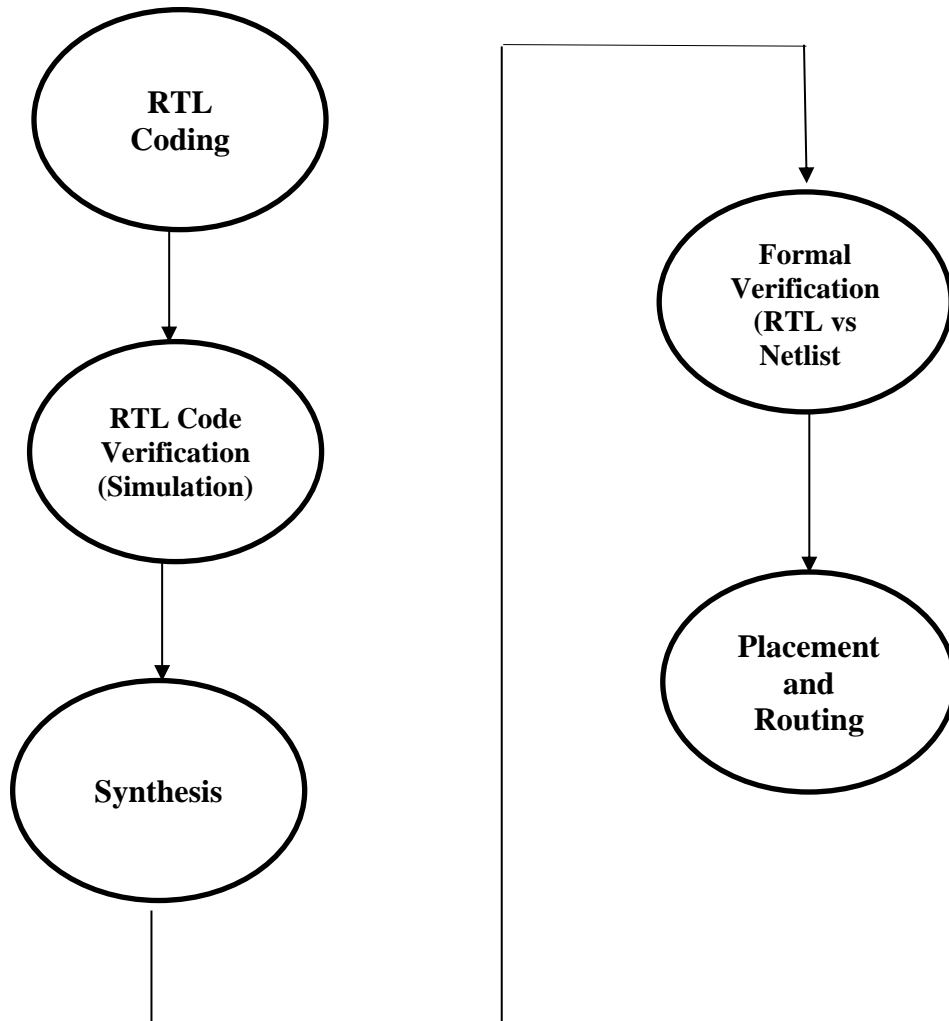 RTL
Coding
RTL Code
Verification
(Simulation)
Synthesis
Formal
Verification
(RTL vs
Netlist
Placement
and
Routing